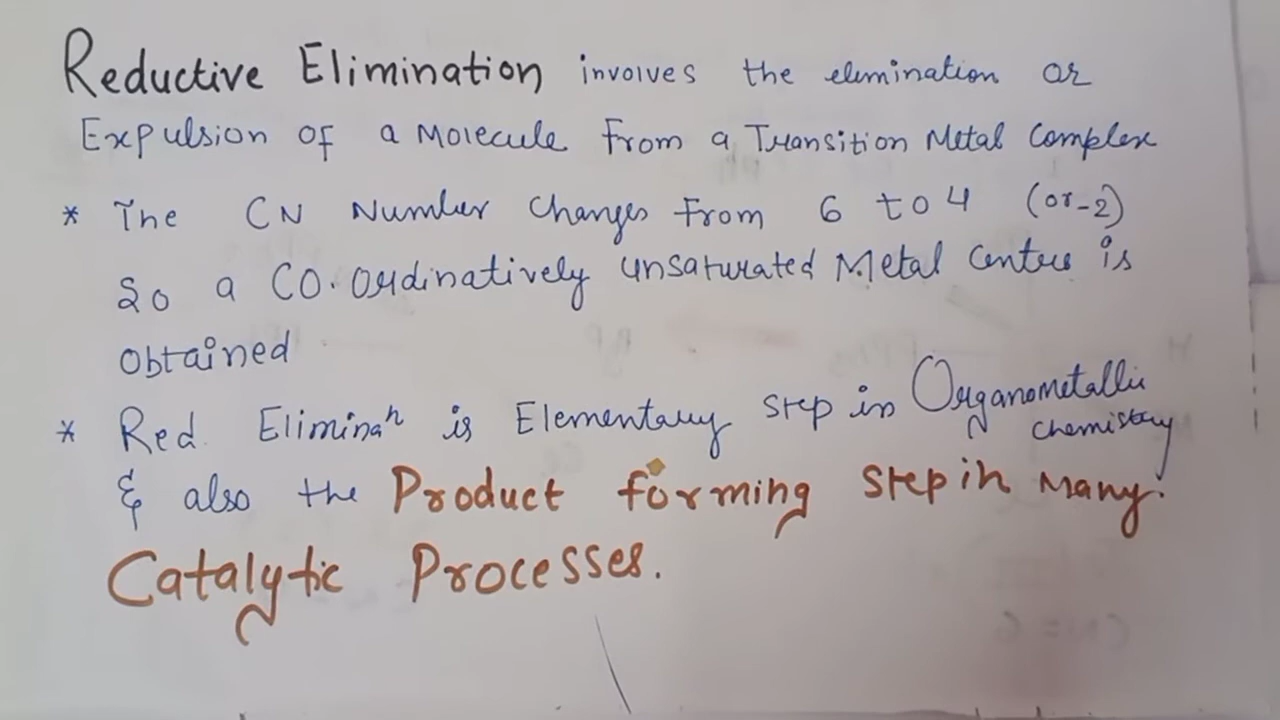 Reductive Elimination involves the elimination or
Expulsion of a Molecule from a Transition Metal Complex
* The CN Number Changes from 6 to 4 (or -2)
So a CO.Ordinatively unsaturated Metal Centre is
Obtained
* Red. Eliminaⁿ is Elementary step in Organometallic
chemistry
& also the Product forming step in Many.
Catalytic Processes.